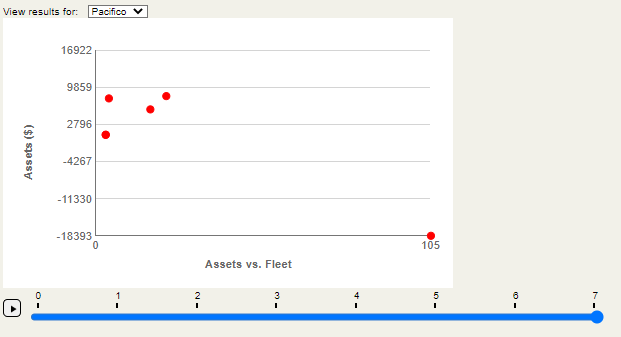 View results for: Pacifico
16922
9859
2796
-4267
-11330
-18393
Assets ($)
0 105
Assets vs. Fleet
0 1 2 3 4 5 6 7